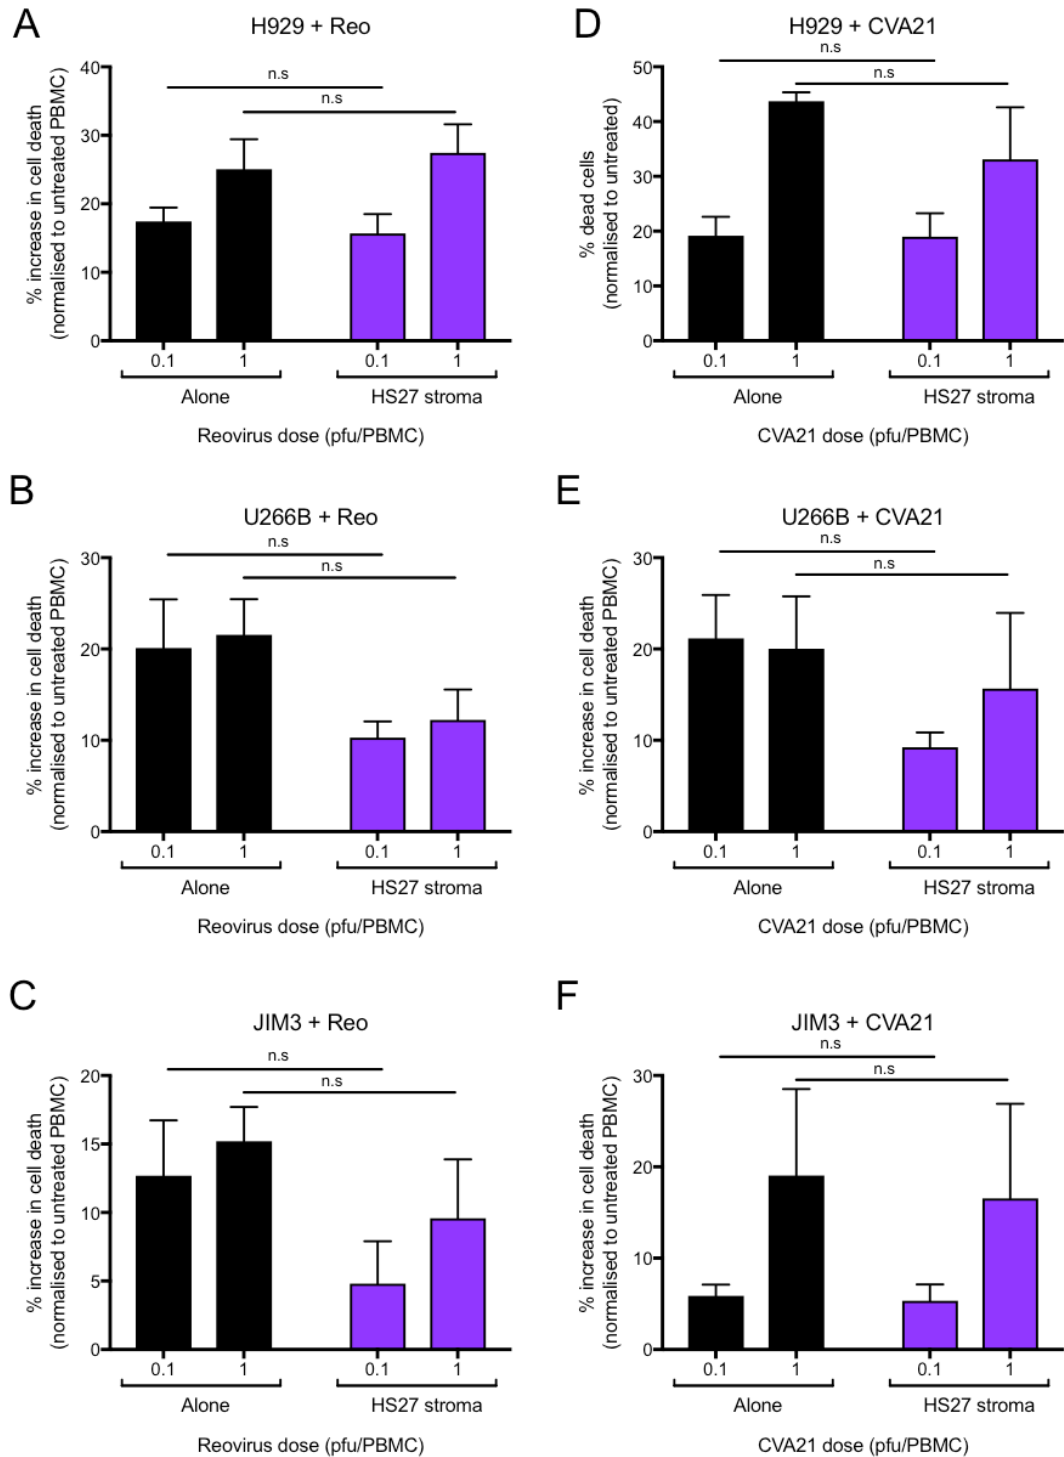 A
H929 + Reo
n.s
n.s
% increase in cell death
(normalised to untreated PBMC)
40
30
20
10
0
0.1 1 0.1 1
Alone HS27 stroma
Reovirus dose (pfu/PBMC)
D
H929 + CVA21
n.s
n.s
% dead cells
(normalised to untreated)
50
40
30
20
10
0
0.1 1 0.1 1
Alone HS27 stroma
CVA21 dose (pfu/PBMC)
B
U266B + Reo
n.s
n.s
% increase in cell death
(normalised to untreated PBMC)
30
20
10
0
0.1 1 0.1 1
Alone HS27 stroma
Reovirus dose (pfu/PBMC)
E
U266B + CVA21
n.s
n.s
% increase in cell death
(normalised to untreated PBMC)
30
20
10
0
0.1 1 0.1 1
Alone HS27 stroma
CVA21 dose (pfu/PBMC)
C
JIM3 + Reo
n.s
n.s
% increase in cell death
(normalised to untreated PBMC)
20
15
10
5
0
0.1 1 0.1 1
Alone HS27 stroma
Reovirus dose (pfu/PBMC)
F
JIM3 + CVA21
n.s
n.s
% increase in cell death
(normalised to untreated PBMC)
30
20
10
0
0.1 1 0.1 1
Alone HS27 stroma
CVA21 dose (pfu/PBMC)